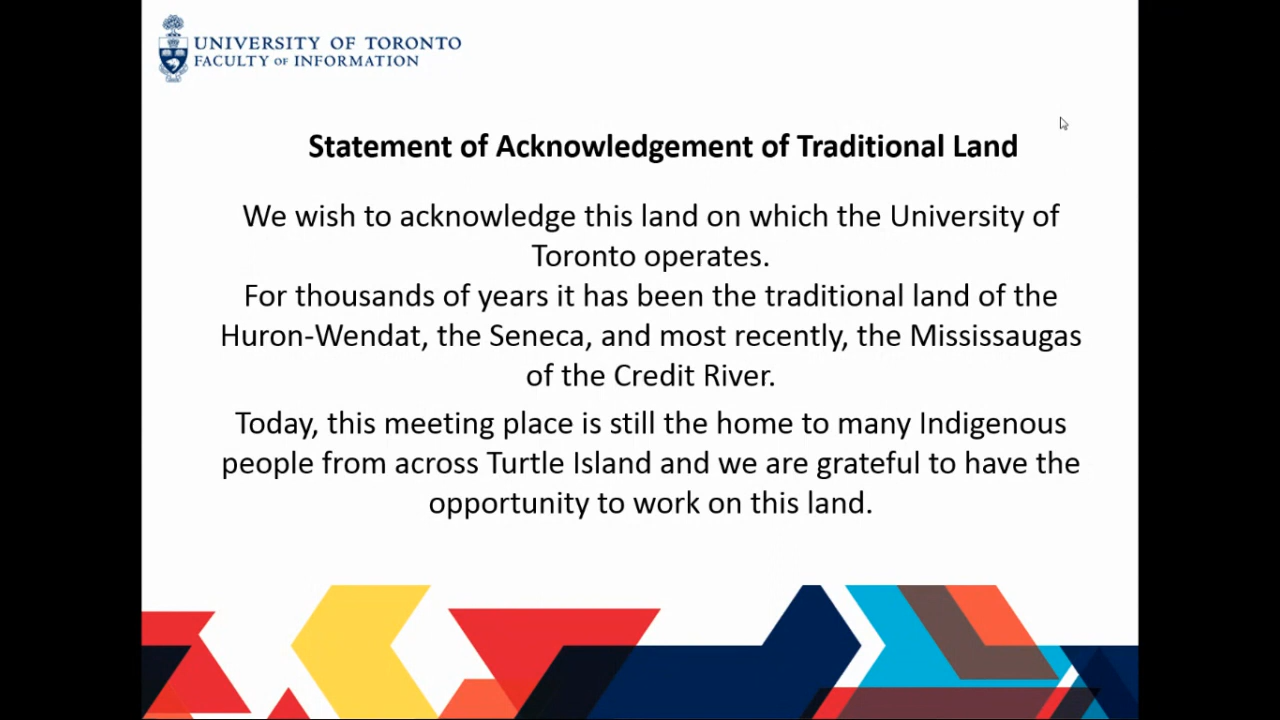 UNIVERSITY OF TORONTO
FACULTY OF INFORMATION
Statement of Acknowledgement of Traditional Land
We wish to acknowledge this land on which the University of
Toronto operates.
For thousands of years it has been the traditional land of the
Huron-Wendat, the Seneca, and most recently, the Mississaugas
of the Credit River.
Today, this meeting place is still the home to many Indigenous
people from across Turtle Island and we are grateful to have the
opportunity to work on this land.